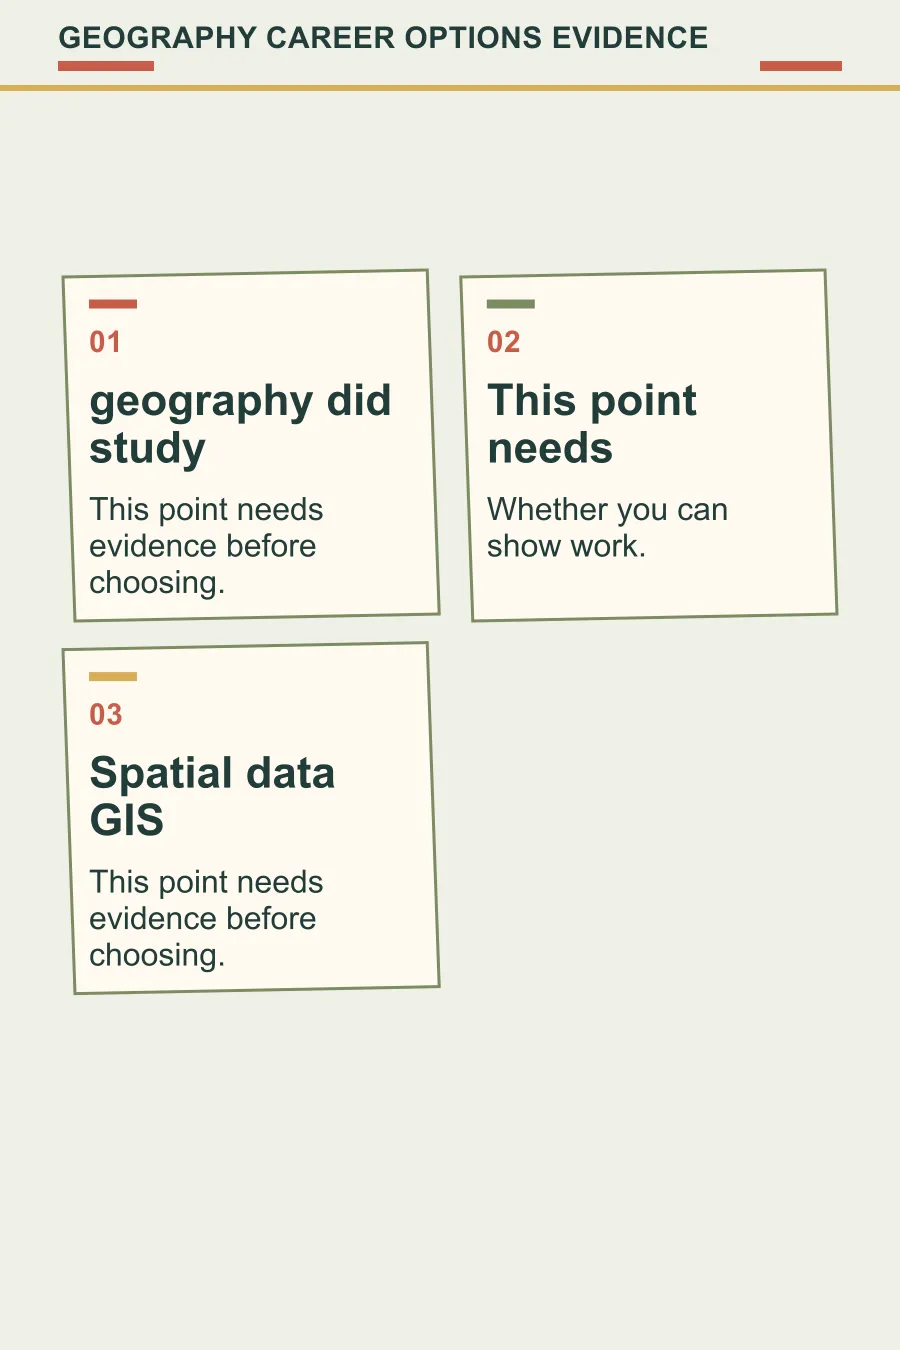 GEOGRAPHY CAREER OPTIONS EVIDENCE
01
geography did
study
This point needs
evidence before
choosing.
02
This point
needs
Whether you can
show work.
03
Spatial data
GIS
This point needs
evidence before
choosing.